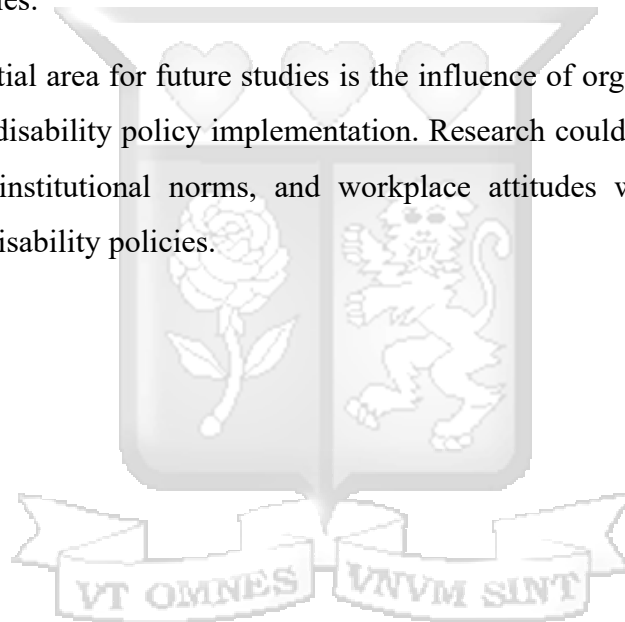 es.
tial area for future studies is the influence of org
disability policy implementation. Research could
institutional norms, and workplace attitudes w
isability policies.
VT OMNES VNVM SINT